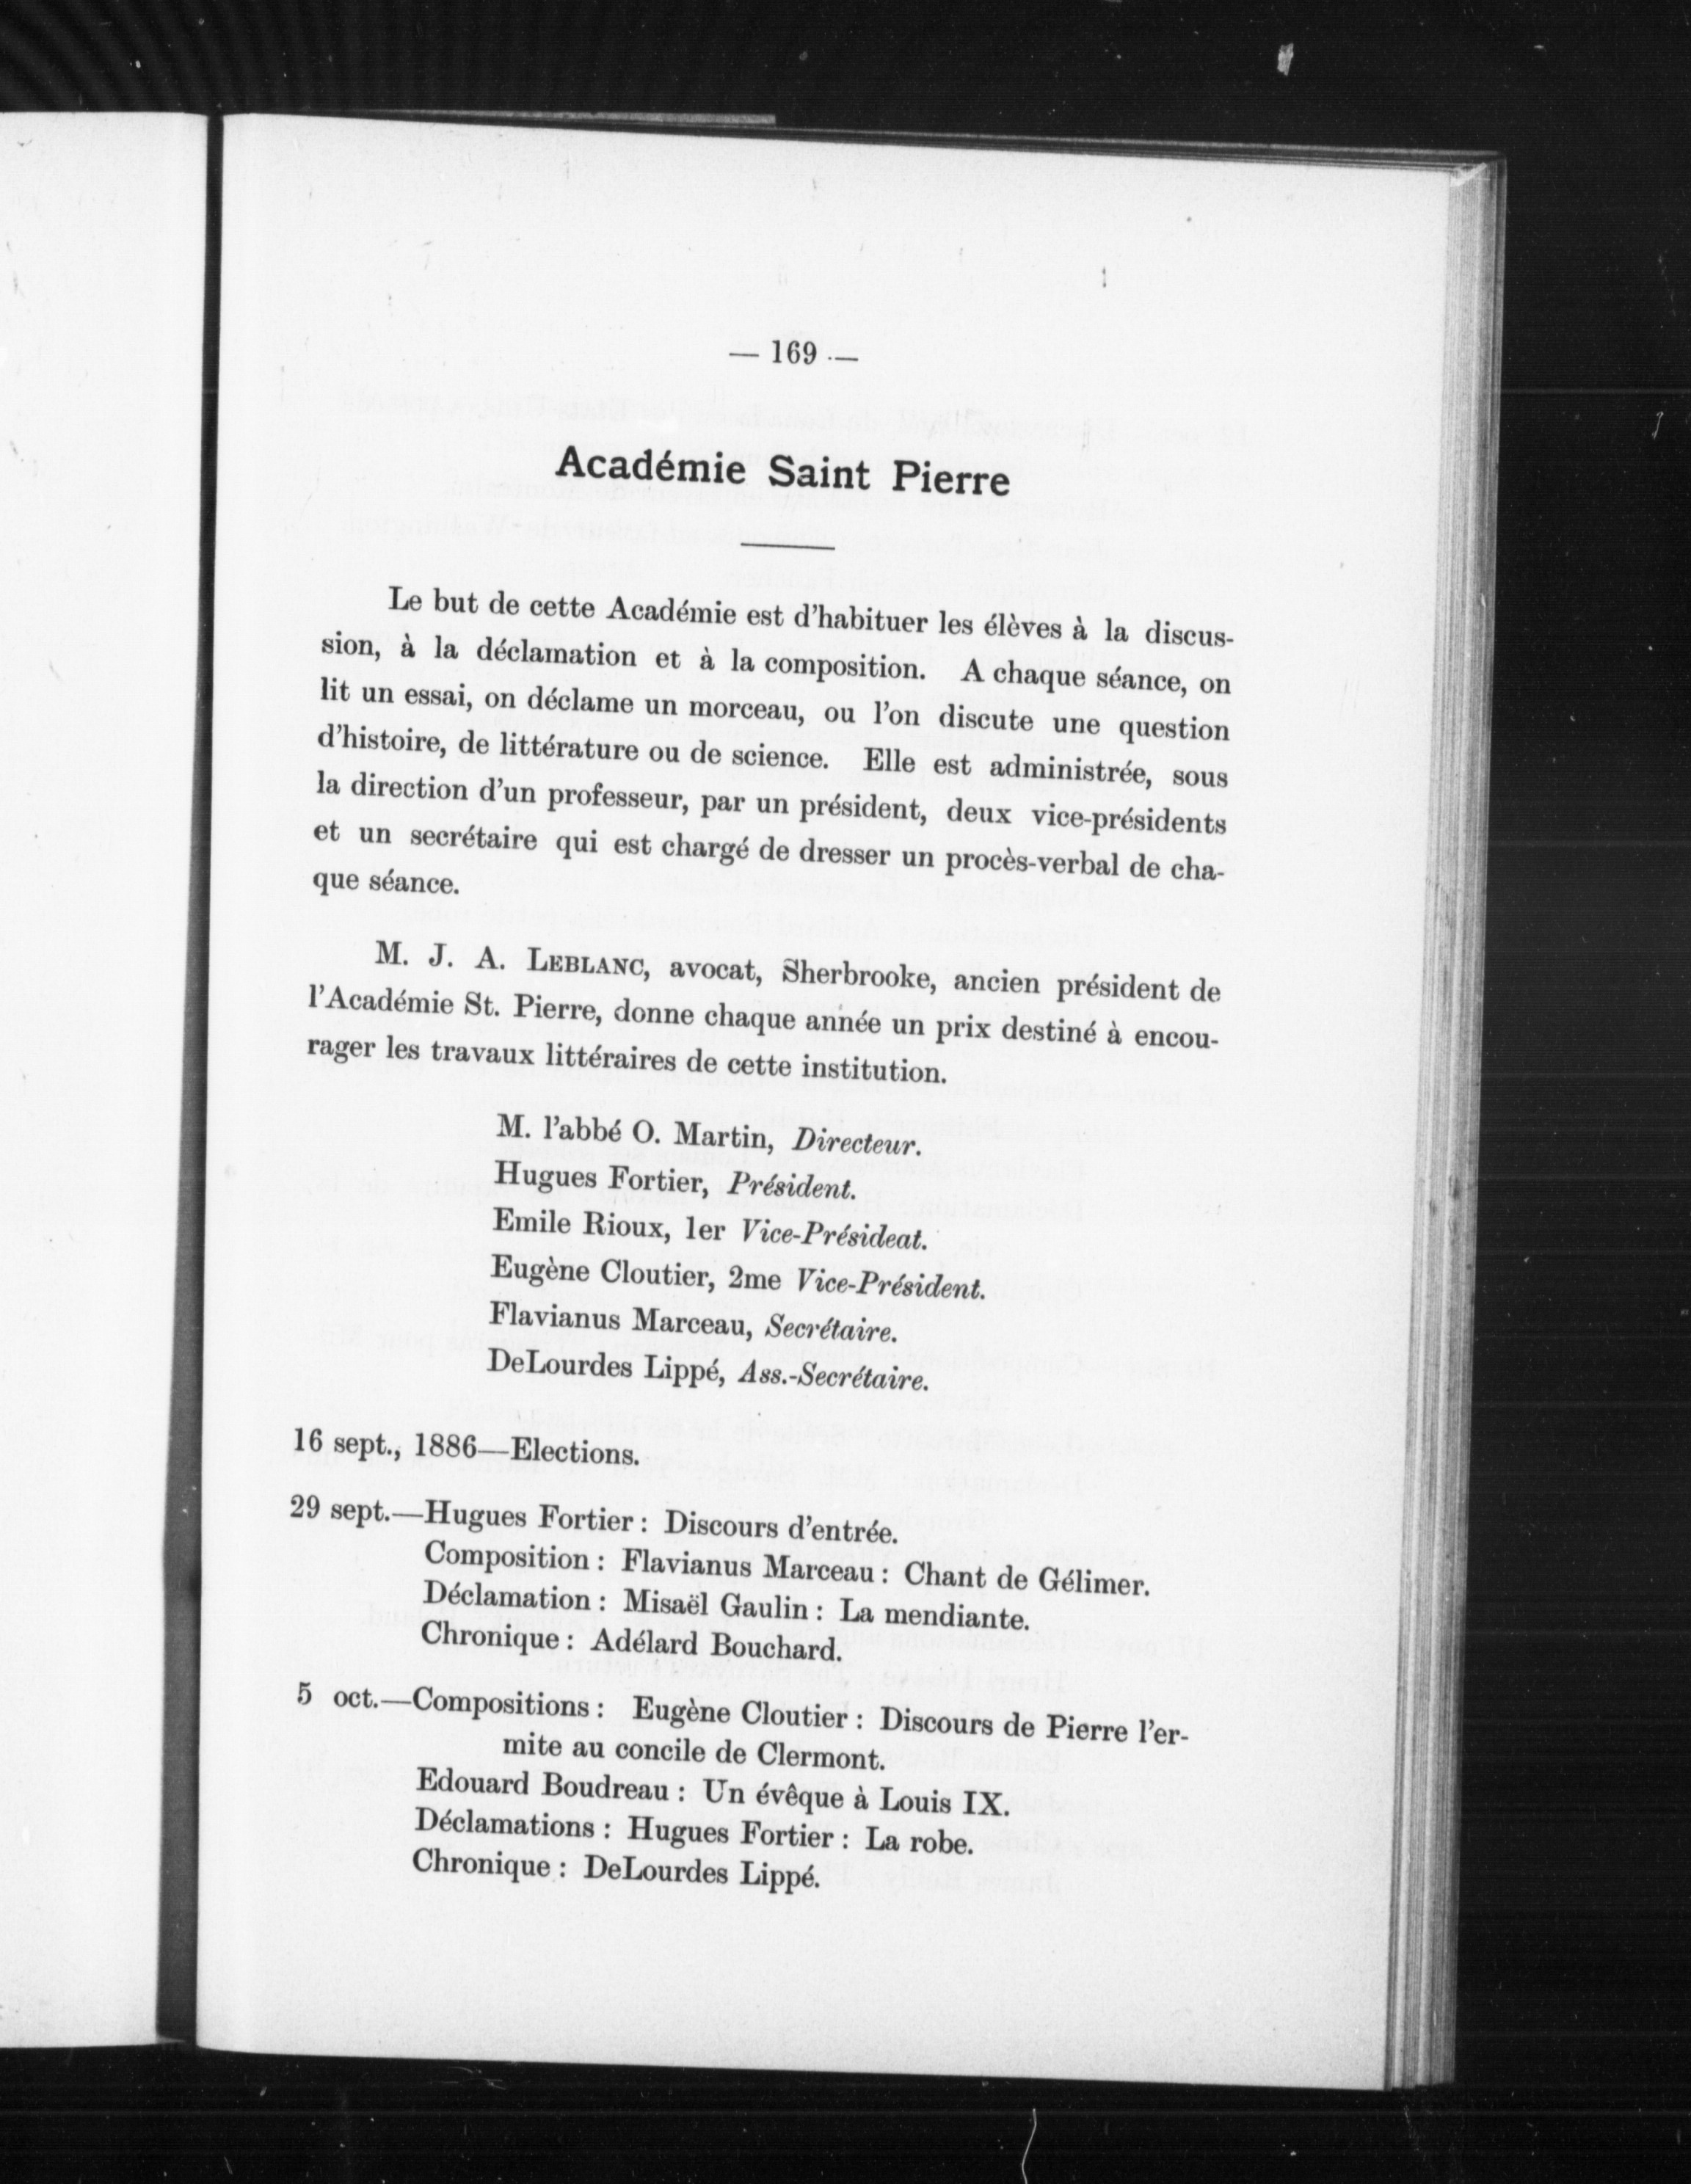 — 169 —
Académie Saint Pierre
Le but de cette Académie est d'habituer les élèves à la discus-
sion, à la déclamation et à la composition. A chaque séance, on
lit un essai, on déclame un morceau, ou l'on discute une question
d'histoire, de littérature ou de science. Elle est administrée, sous
la direction d'un professeur, par un président, deux vice-présidents
et un secrétaire qui est chargé de dresser un procès-verbal de cha-
que séance.
M. J. A. LEBLANC, avocat, Sherbrooke, ancien président de
l'Académie St. Pierre, donne chaque année un prix destiné à encou-
rager les travaux littéraires de cette institution.
M. l'abbé O. Martin, Directeur.
Hugues Fortier, Président.
Emile Rioux, 1er Vice-Présideat.
Eugène Cloutier, 2me Vice-Président.
Flavianus Marceau, Secrétaire.
DeLourdes Lippé, Ass.-Secrétaire.
16 sept., 1886—Elections.
29 sept.—Hugues Fortier : Discours d'entrée.
Composition : Flavianus Marceau : Chant de Gélimer.
Déclamation : Misaël Gaulin : La mendiante.
Chronique : Adélard Bouchard.
5 oct.—Compositions : Eugène Cloutier : Discours de Pierre l'er-
mite au concile de Clermont.
Edouard Boudreau : Un évêque à Louis IX.
Déclamations : Hugues Fortier : La robe.
Chronique : DeLourdes Lippé.